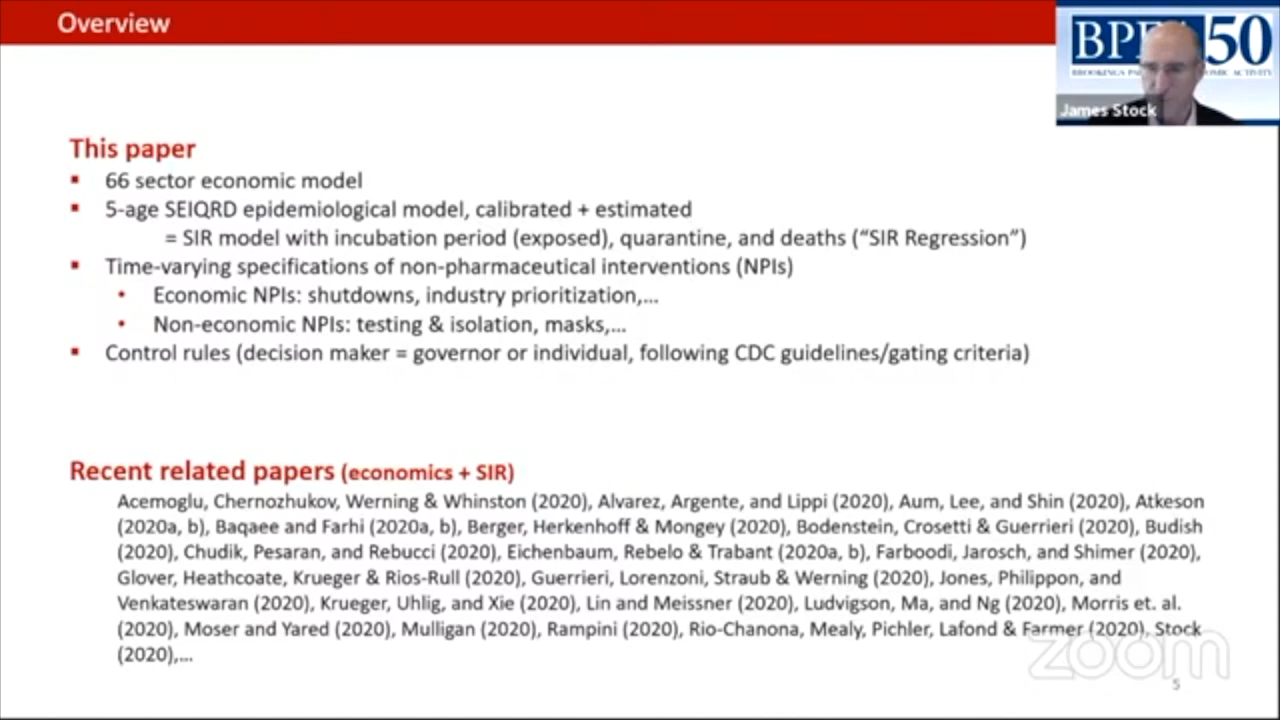 Overview
BPE 50
BROOKINGS PA OMIC ACTIVITY
James Stock
This paper
66 sector economic model
5-age SEIQRD epidemiological model, calibrated + estimated
= SIR model with incubation period (exposed), quarantine, and deaths (“SIR Regression”)
Time-varying specifications of non-pharmaceutical interventions (NPIs)
Economic NPIs: shutdowns, industry prioritization,...
Non-economic NPIs: testing & isolation, masks,...
Control rules (decision maker = governor or individual, following CDC guidelines/gating criteria)
Recent related papers (economics + SIR)
Acemoglu, Chernozhukov, Werning & Whinston (2020), Alvarez, Argente, and Lippi (2020), Aum, Lee, and Shin (2020), Atkeson
(2020a, b), Baqaee and Farhi (2020a, b), Berger, Herkenhoff & Mongey (2020), Bodenstein, Crosetti & Guerrieri (2020), Budish
(2020), Chudik, Pesaran, and Rebucci (2020), Eichenbaum, Rebelo & Trabant (2020a, b), Farboodi, Jarosch, and Shimer (2020),
Glover, Heathcoate, Krueger & Rios-Rull (2020), Guerrieri, Lorenzoni, Straub & Werning (2020), Jones, Philippon, and
Venkateswaran (2020), Krueger, Uhlig, and Xie (2020), Lin and Meissner (2020), Ludvigson, Ma, and Ng (2020), Morris et. al.
(2020), Moser and Yared (2020), Mulligan (2020), Rampini (2020), Rio-Chanona, Mealy, Pichler, Lafond & Farmer (2020), Stock
(2020),...
zoom
5